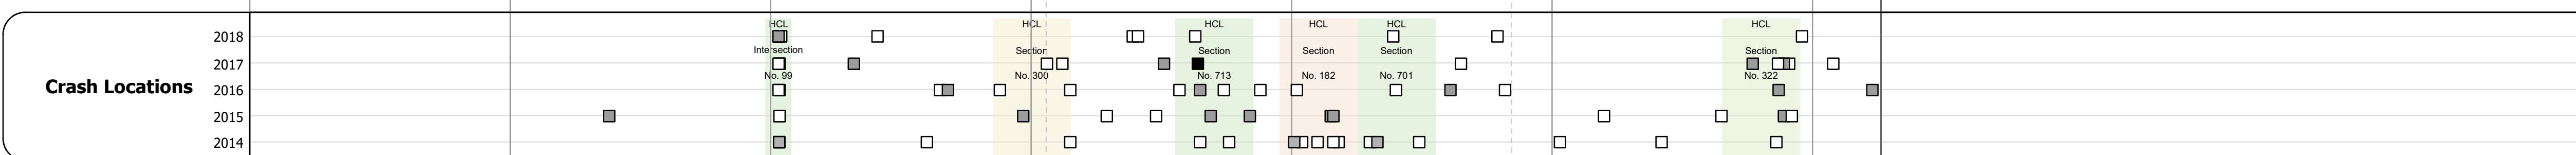 HCL HCL HCL HCL HCL HCL
2018
Intersection Section Section Section Section Section
2017
No. 99 No. 300 No. 713 No. 182 No. 701 No. 322
Crash Locations
2016
2015
2014